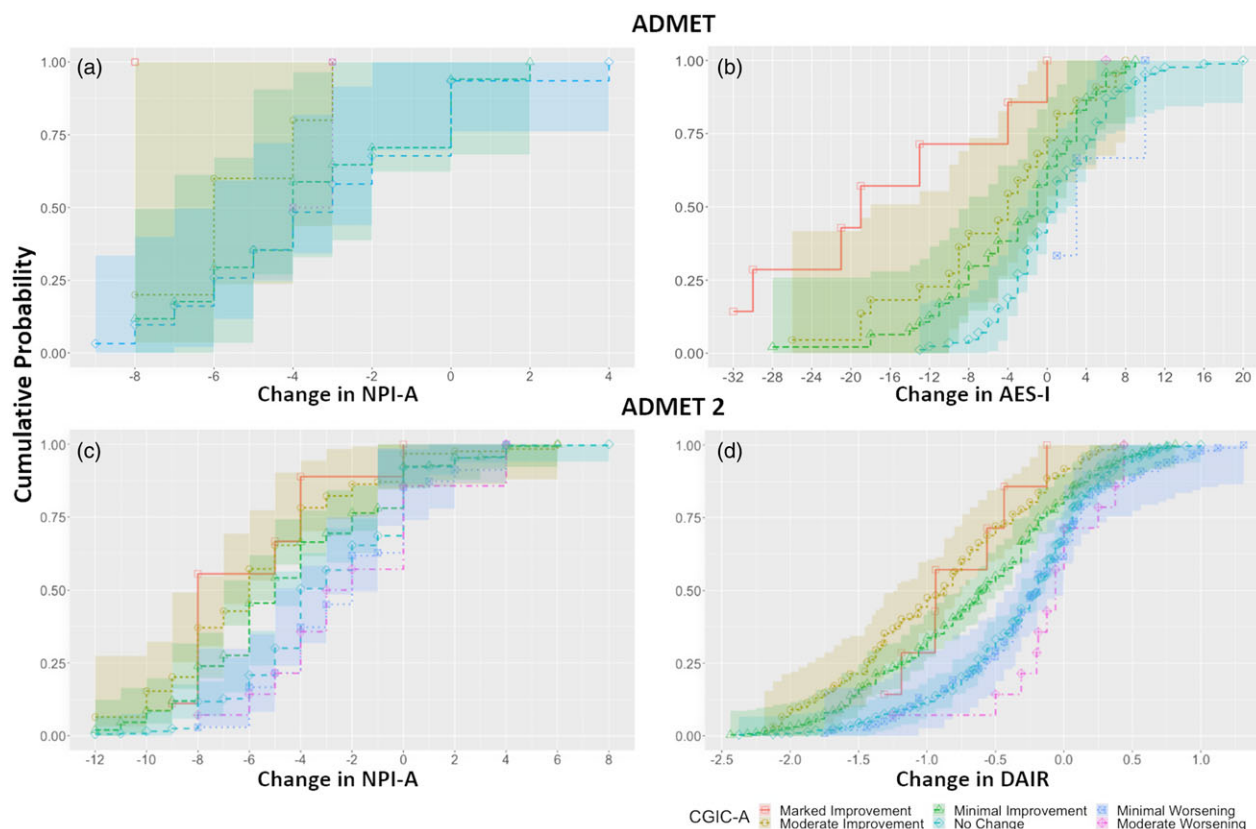 ADMET
(a)
1.00
0.75
0.50
0.25
0.00
-8 -6 -4 -2 0 2 4
Change in NPI-A
(b)
1.00
0.75
0.50
0.25
0.00
-32 -28 -24 -20 -16 -12 -8 -4 0 4 8 12 16 20
Change in AES-I
Cumulative Probability
ADMET 2
(c)
1.00
0.75
0.50
0.25
0.00
-12 -10 -8 -6 -4 -2 0 2 4 6 8
Change in NPI-A
(d)
1.00
0.75
0.50
0.25
0.00
-2.5 -2.0 -1.5 -1.0 -0.5 0.0 0.5 1.0
Change in DAIR
CGIC-A
Marked Improvement Minimal Improvement Minimal Worsening
Moderate Improvement No Change Moderate Worsening